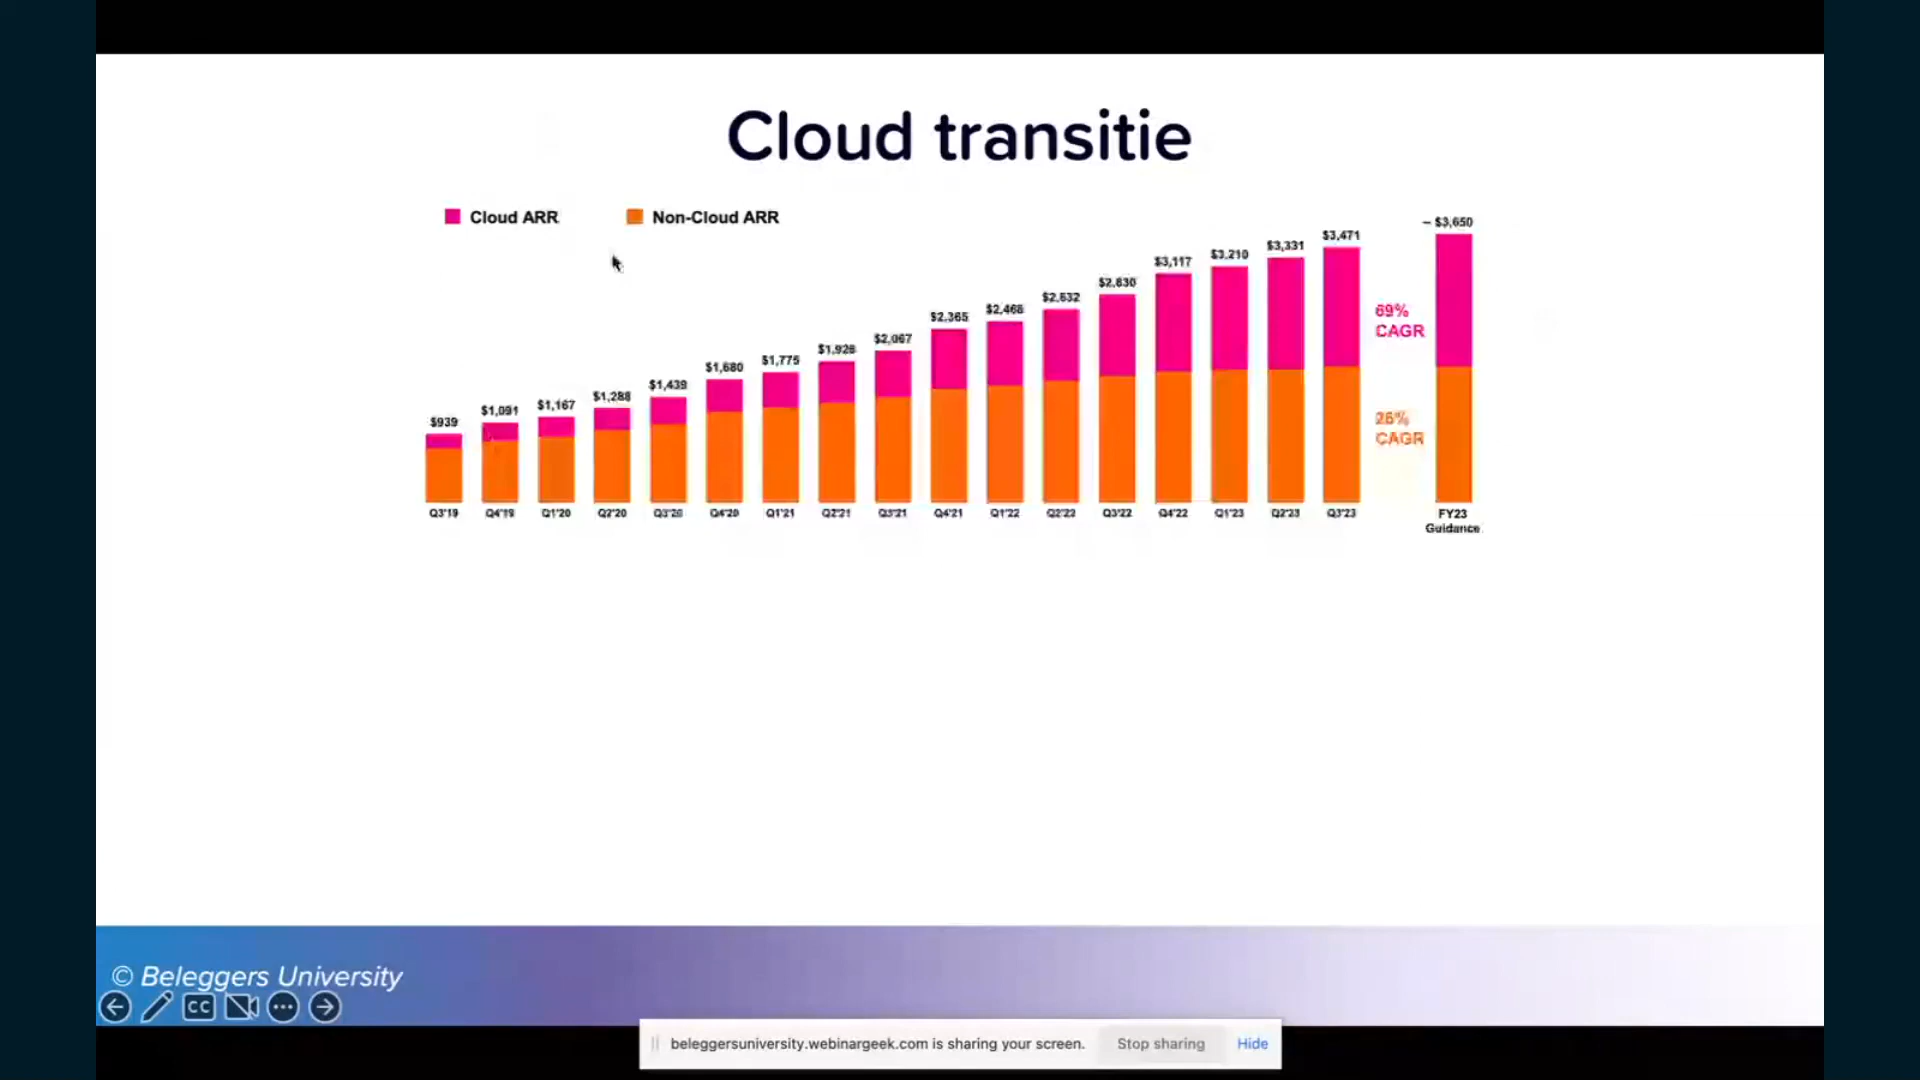 Cloud transitie
Cloud ARR Non-Cloud ARR
$939 $1,091 $1,167 $1,288 $1,439 $1,680 $1,775 $1,926 $2,067 $2,365 $2,468 $2,632 $2,830 $3,117 $3,210 $3,331 $3,471 ~ $3,650
69%
CAGR
26%
CAGR
Q3'19 Q4'19 Q1'20 Q2'20 Q3'20 Q4'20 Q1'21 Q2'21 Q3'21 Q4'21 Q1'22 Q2'22 Q3'22 Q4'22 Q1'23 Q2'23 Q3'23 FY23
Guidance
© Beleggers University
CC
beleggersuniversity.webinargeek.com is sharing your screen. Stop sharing Hide